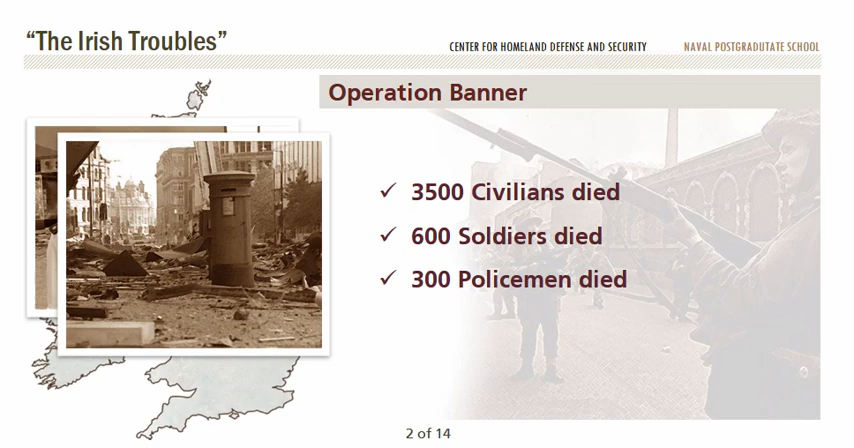 “The Irish Troubles”
CENTER FOR HOMELAND DEFENSE AND SECURITY NAVAL POSTGRADUTATE SCHOOL
Operation Banner
✓ 3500 Civilians died
✓ 600 Soldiers died
✓ 300 Policemen died
2 of 14